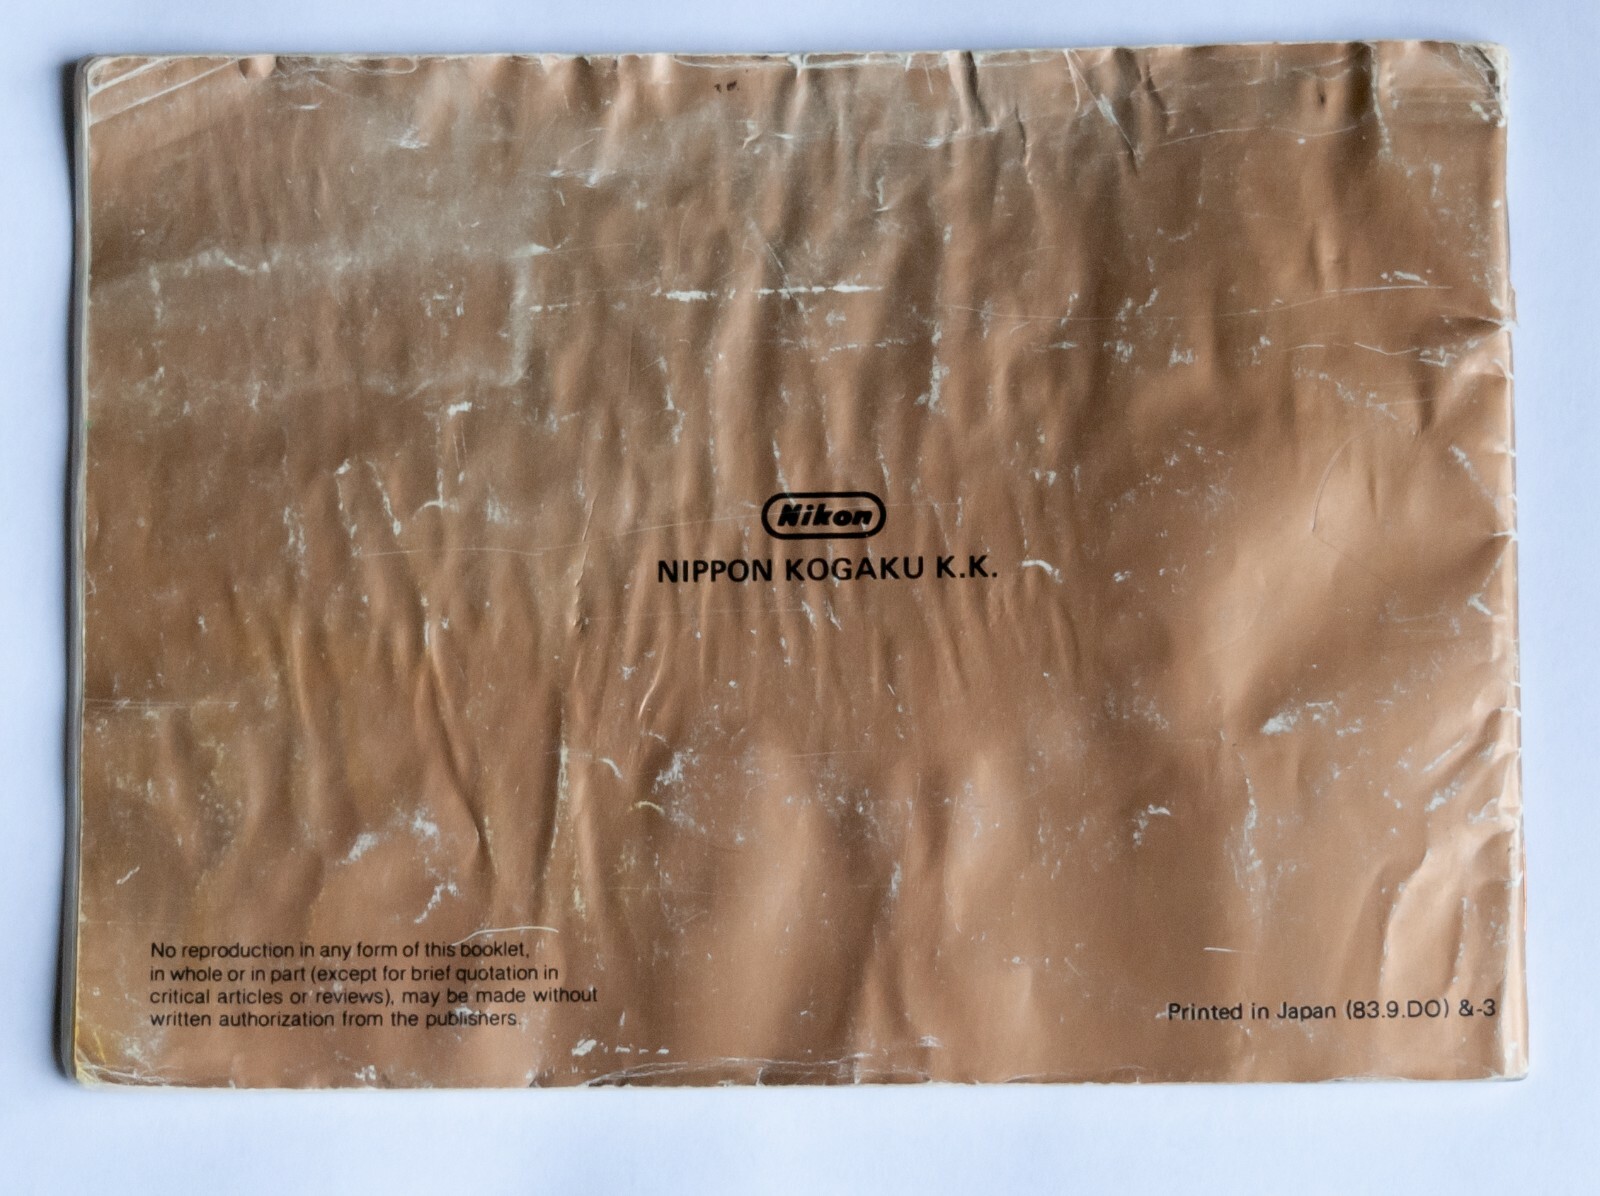 Nikon
NIPPON KOGAKU K.K.
No reproduction in any form of this booklet,
in whole or in part (except for brief quotation in
critical articles or reviews), may be made without
written authorization from the publishers.
Printed in Japan (83.9.DO) &-3